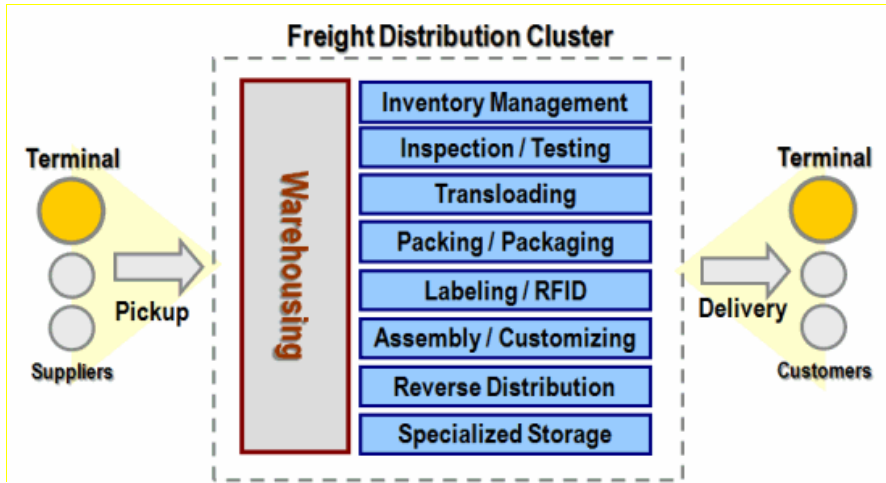 Freight Distribution Cluster
Terminal
Pickup
Suppliers
Warehousing
Inventory Management
Inspection / Testing
Transloading
Packing / Packaging
Labeling / RFID
Assembly / Customizing
Reverse Distribution
Specialized Storage
Terminal
Delivery
Customers